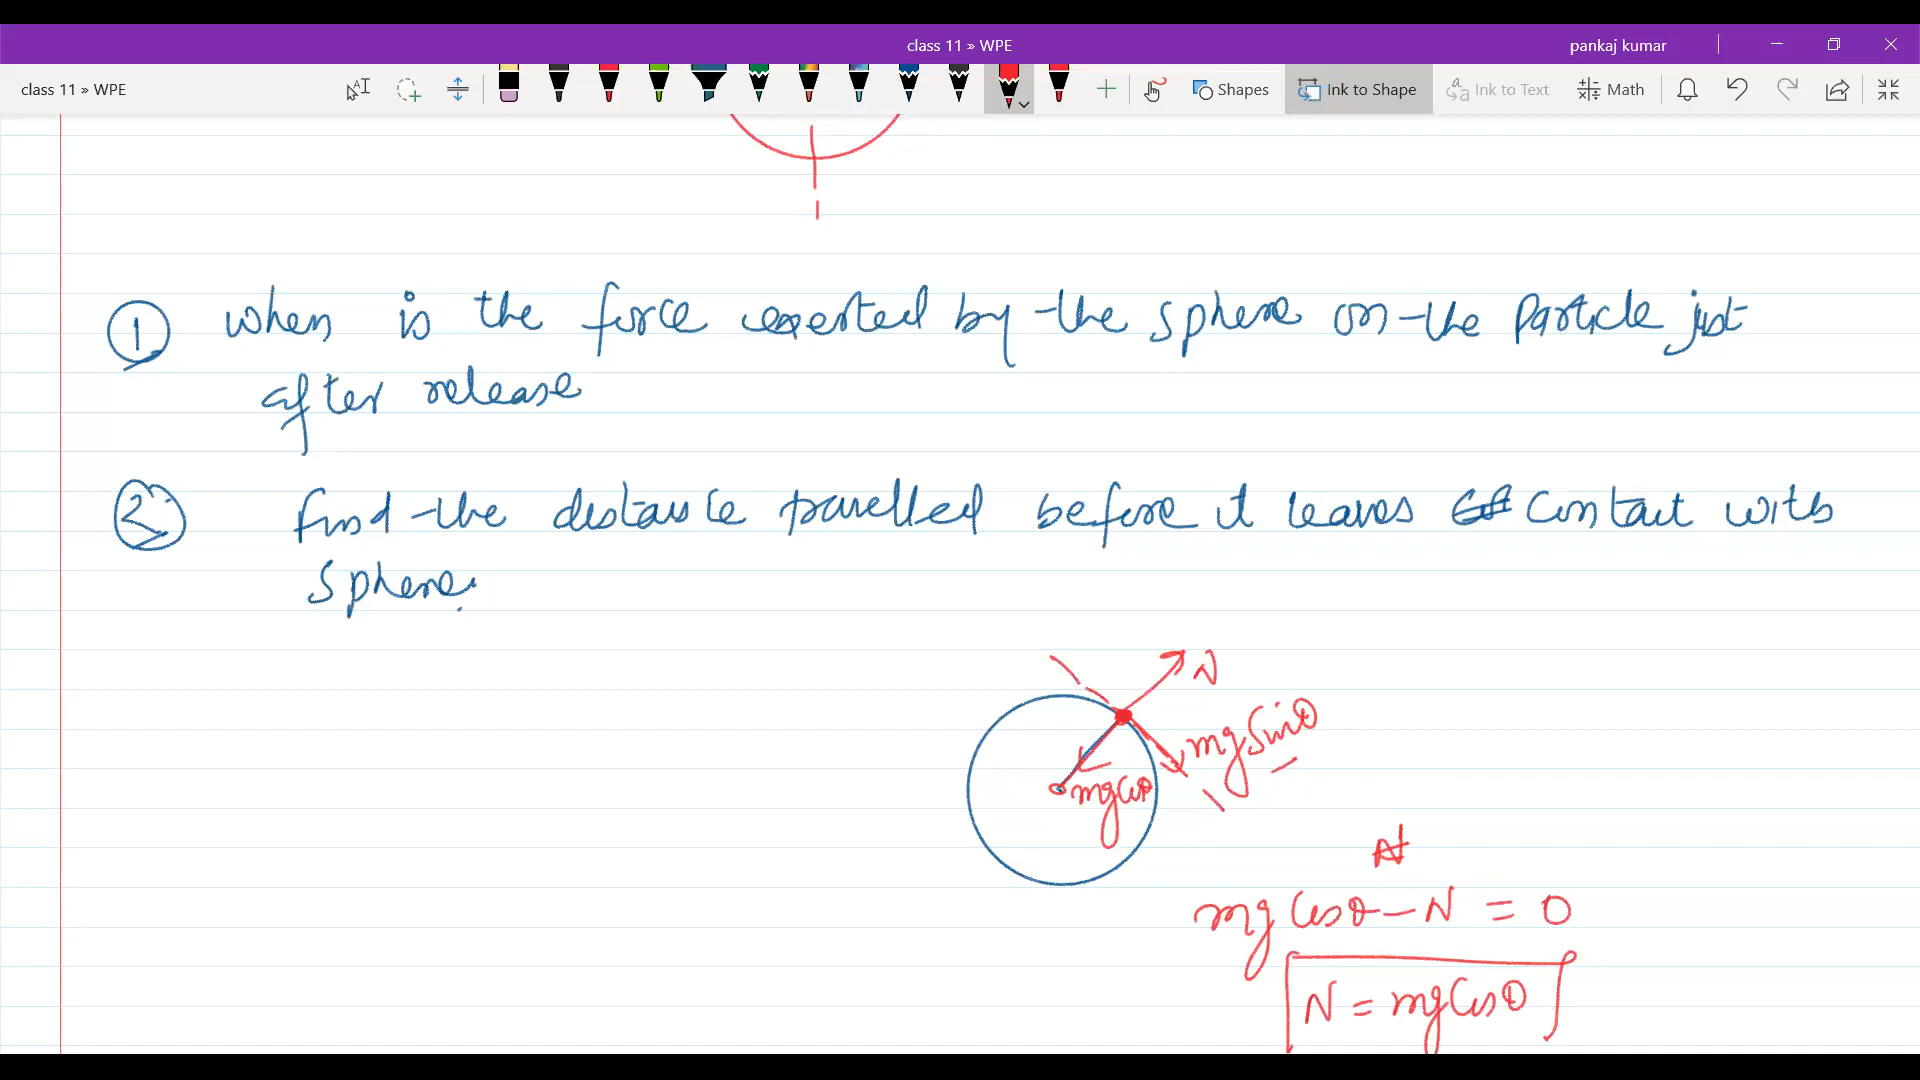 class 11 » WPE
pankaj kumar
class 11 » WPE
Shapes
Ink to Shape
Ink to Text
Math
1 when is the force exerted by the sphere on the Particle just
after release
2 find the distance travelled before it leaves contact with
sphere.
N
mg Sinθ
mg Cosθ
mg Cosθ - N = 0
N = mg Cosθ